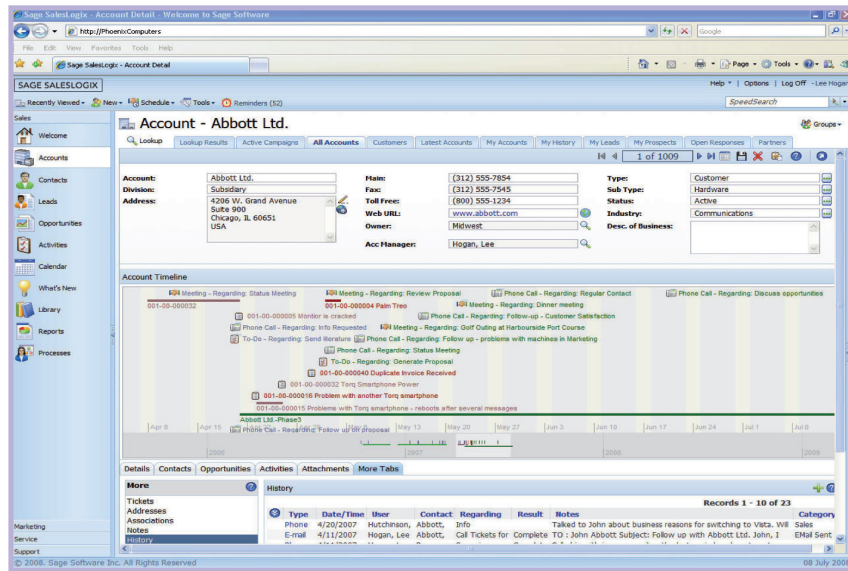 Sage SalesLogix - Account Detail - Welcome to Sage Software
http://PhoenixComputers
Google
File Edit View Favorites Tools Help
Sage SalesLogix - Account Detail
Page Tools
SAGE SALESLOGIX
Help Options Log Off - Lee Hogan
Recently Viewed New Schedule Tools Reminders (52)
SpeedSearch
Sales
Welcome
Accounts
Contacts
Leads
Opportunities
Activities
Calendar
What's New
Library
Reports
Processes
Marketing
Service
Support
Account - Abbott Ltd.
Groups
Lookup Lookup Results Active Campaigns All Accounts Customers Latest Accounts My Accounts My History My Leads My Prospects Open Responses Partners
1 of 1009
Account: Abbott Ltd. Main: (312) 555-7854 Type: Customer
Division: Subsidiary Fax: (312) 555-7545 Sub Type: Hardware
Address: 4206 W. Grand Avenue Toll Free: (800) 555-1234 Status: Active
Suite 900 Web URL: www.abbott.com Industry: Communications
Chicago, IL 60651 Owner: Midwest Desc. of Business:
USA
Acc Manager: Hogan, Lee
Account Timeline
Meeting - Regarding: Status Meeting Meeting - Regarding: Review Proposal Phone Call - Regarding: Regular Contact Phone Call - Regarding: Discuss opportunities
001-00-000032 001-00-000004 Palm Treo Meeting - Regarding: Dinner meeting
001-00-000005 Monitor is cracked Phone Call - Regarding: Follow-up - Customer Satisfaction
Phone Call - Regarding: Info Requested Meeting - Regarding: Golf Outing at Harbourside Port Course
To-Do - Regarding: Send literature Phone Call - Regarding: Follow up - problems with machines in Marketing
Phone Call - Regarding: Status Meeting
To-Do - Regarding: Generate Proposal
001-00-000040 Duplicate Invoice Received
001-00-000032 Torq Smartphone Power
001-00-000016 Problem with another Torq smartphone
001-00-000015 Problems with Torq smartphone - reboots after several messages
Abbott Ltd.-Phase3
Apr 8 Apr 15 May 13 May 20 May 27 Jun 3 Jun 10 Jun 17 Jun 24 Jul 1 Jul 8
Phone Call - Regarding: Follow up on proposal
2006 2007 2008 2009
Details Contacts Opportunities Activities Attachments More Tabs
More
Tickets
Addresses
Associations
Notes
History
History
Records 1 - 10 of 23
Type Date/Time User Contact Regarding Result Notes Category
Phone 4/20/2007 Hutchinson, Abbott, Info Talked to John about business reasons for switching to Vista. Will Sales
E-mail 4/11/2007 Hogan, Lee Abbott, Call Tickets for Complete TO : John Abbott Subject: Follow up with Abbott Ltd. John, I EMail Sent
© 2008. Sage Software Inc. All Rights Reserved
08 July 2008